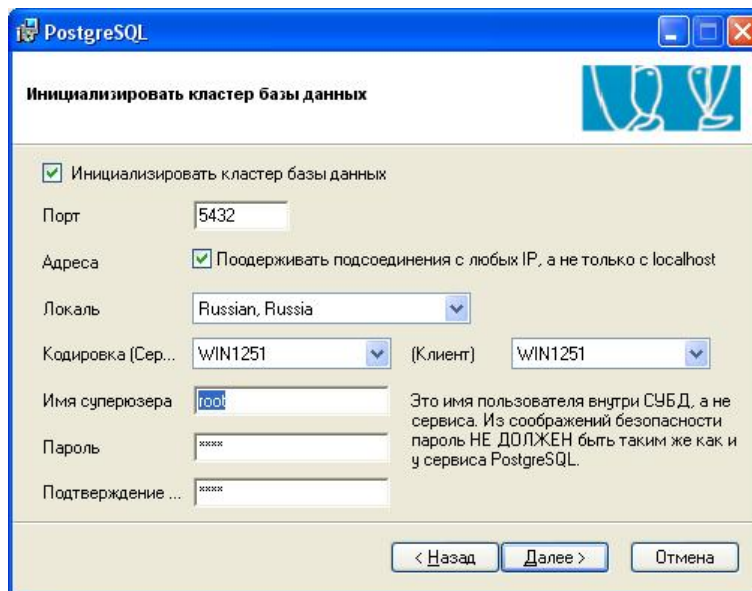 PostgreSQL
Инициализировать кластер базы данных
Инициализировать кластер базы данных
Порт 5432
Адреса Поодерживать подсоединения с любых IP, а не только с localhost
Локаль Russian, Russia
Кодировка (Сер... WIN1251 (Клиент) WIN1251
Имя суперюзера root
Это имя пользователя внутри СУБД, а не
сервиса. Из соображений безопасности
пароль НЕ ДОЛЖЕН быть таким же как и
у сервиса PostgreSQL.
Пароль ****
Подтверждение ... ****
< Назад Далее > Отмена